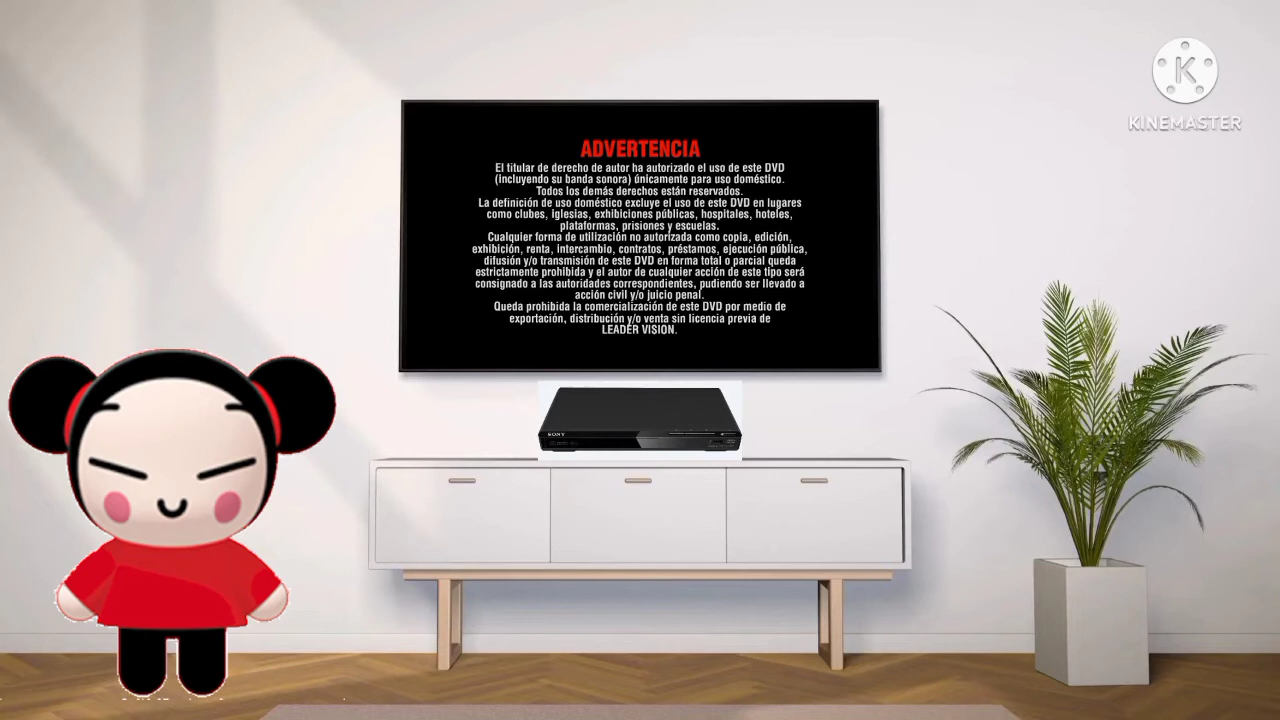 KINEMASTER
ADVERTENCIA
El titular de derecho de autor ha autorizado el uso de este DVD
(incluyendo su banda sonora) únicamente para uso doméstico.
Todos los demás derechos están reservados.
La definición de uso doméstico excluye el uso de este DVD en lugares
como clubes, iglesias, exhibiciones públicas, hospitales, hoteles,
plataformas, prisiones y escuelas.
Cualquier forma de utilización no autorizada como copia, edición,
exhibición, renta, intercambio, contratos, préstamos, ejecución pública,
difusión y/o transmisión de este DVD en forma total o parcial queda
estrictamente prohibida y el autor de cualquier acción de este tipo será
consignado a las autoridades correspondientes, pudiendo ser llevado a
acción civil y/o juicio penal.
Queda prohibida la comercialización de este DVD por medio de
exportación, distribución y/o venta sin licencia previa de
LEADER VISION.
SONY